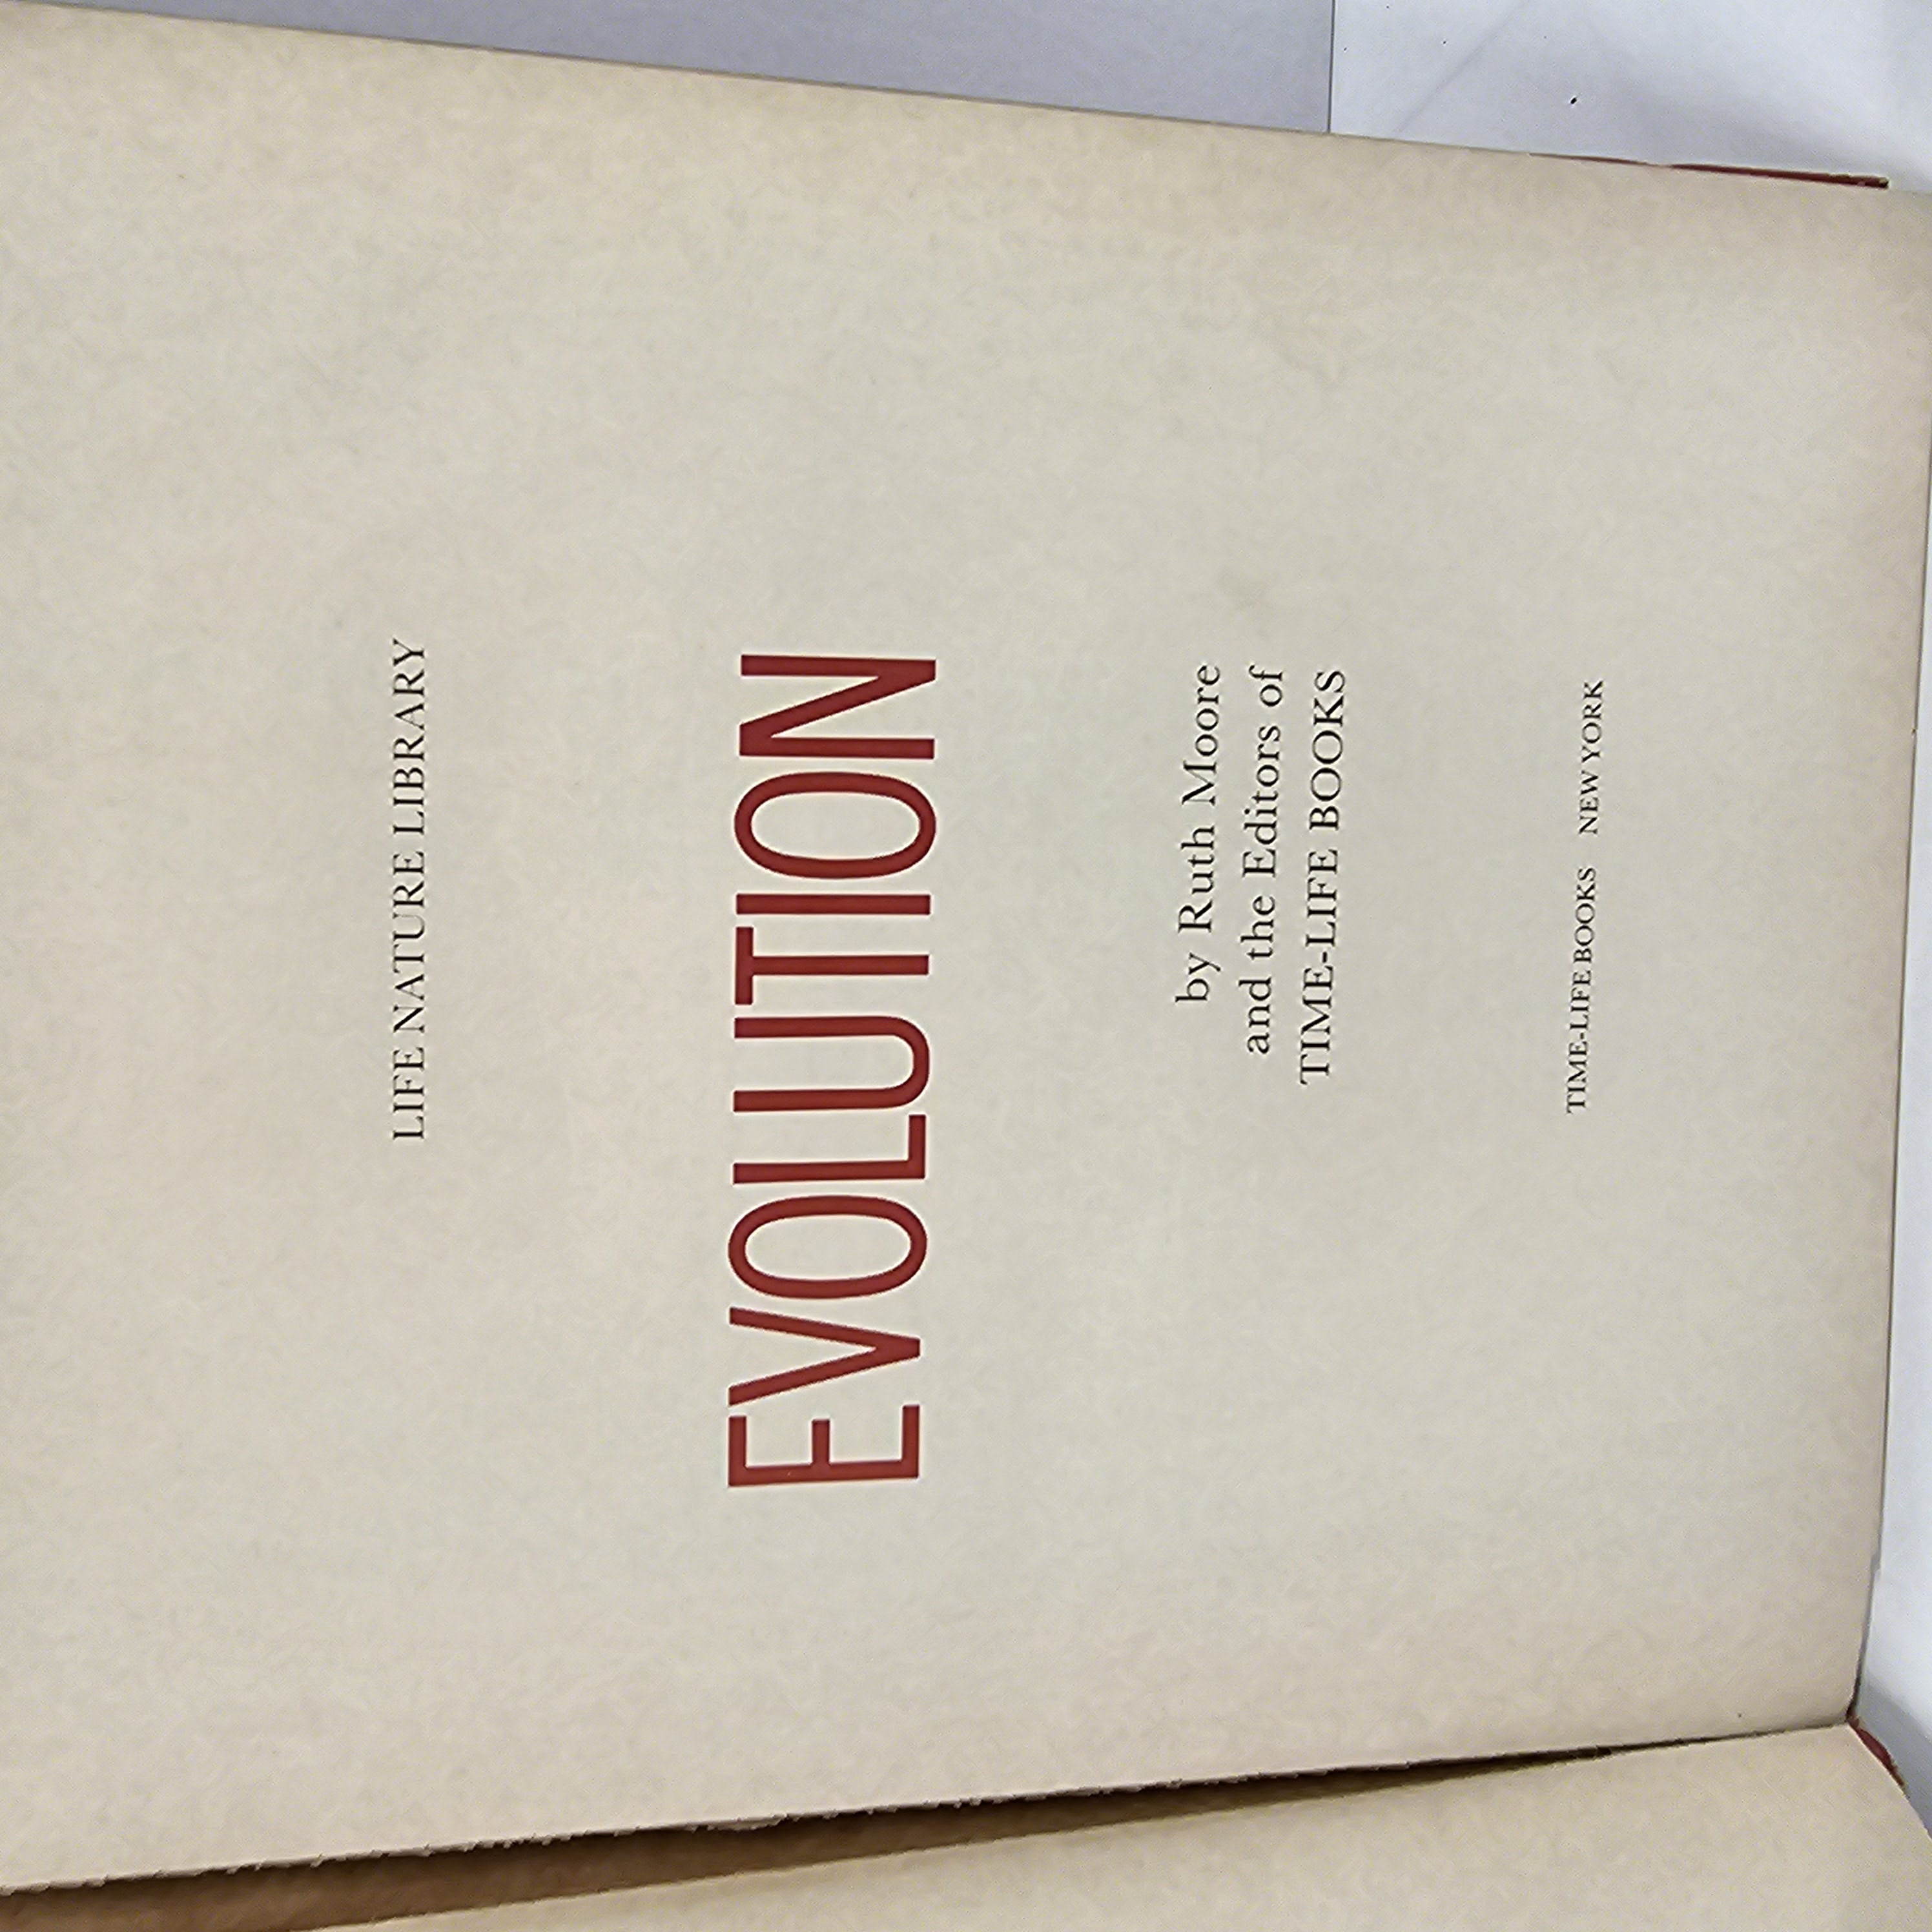 LIFE NATURE LIBRARY
EVOLUTION
by Ruth Moore
and the Editors of
TIME-LIFE BOOKS
TIME-LIFE BOOKS NEW YORK